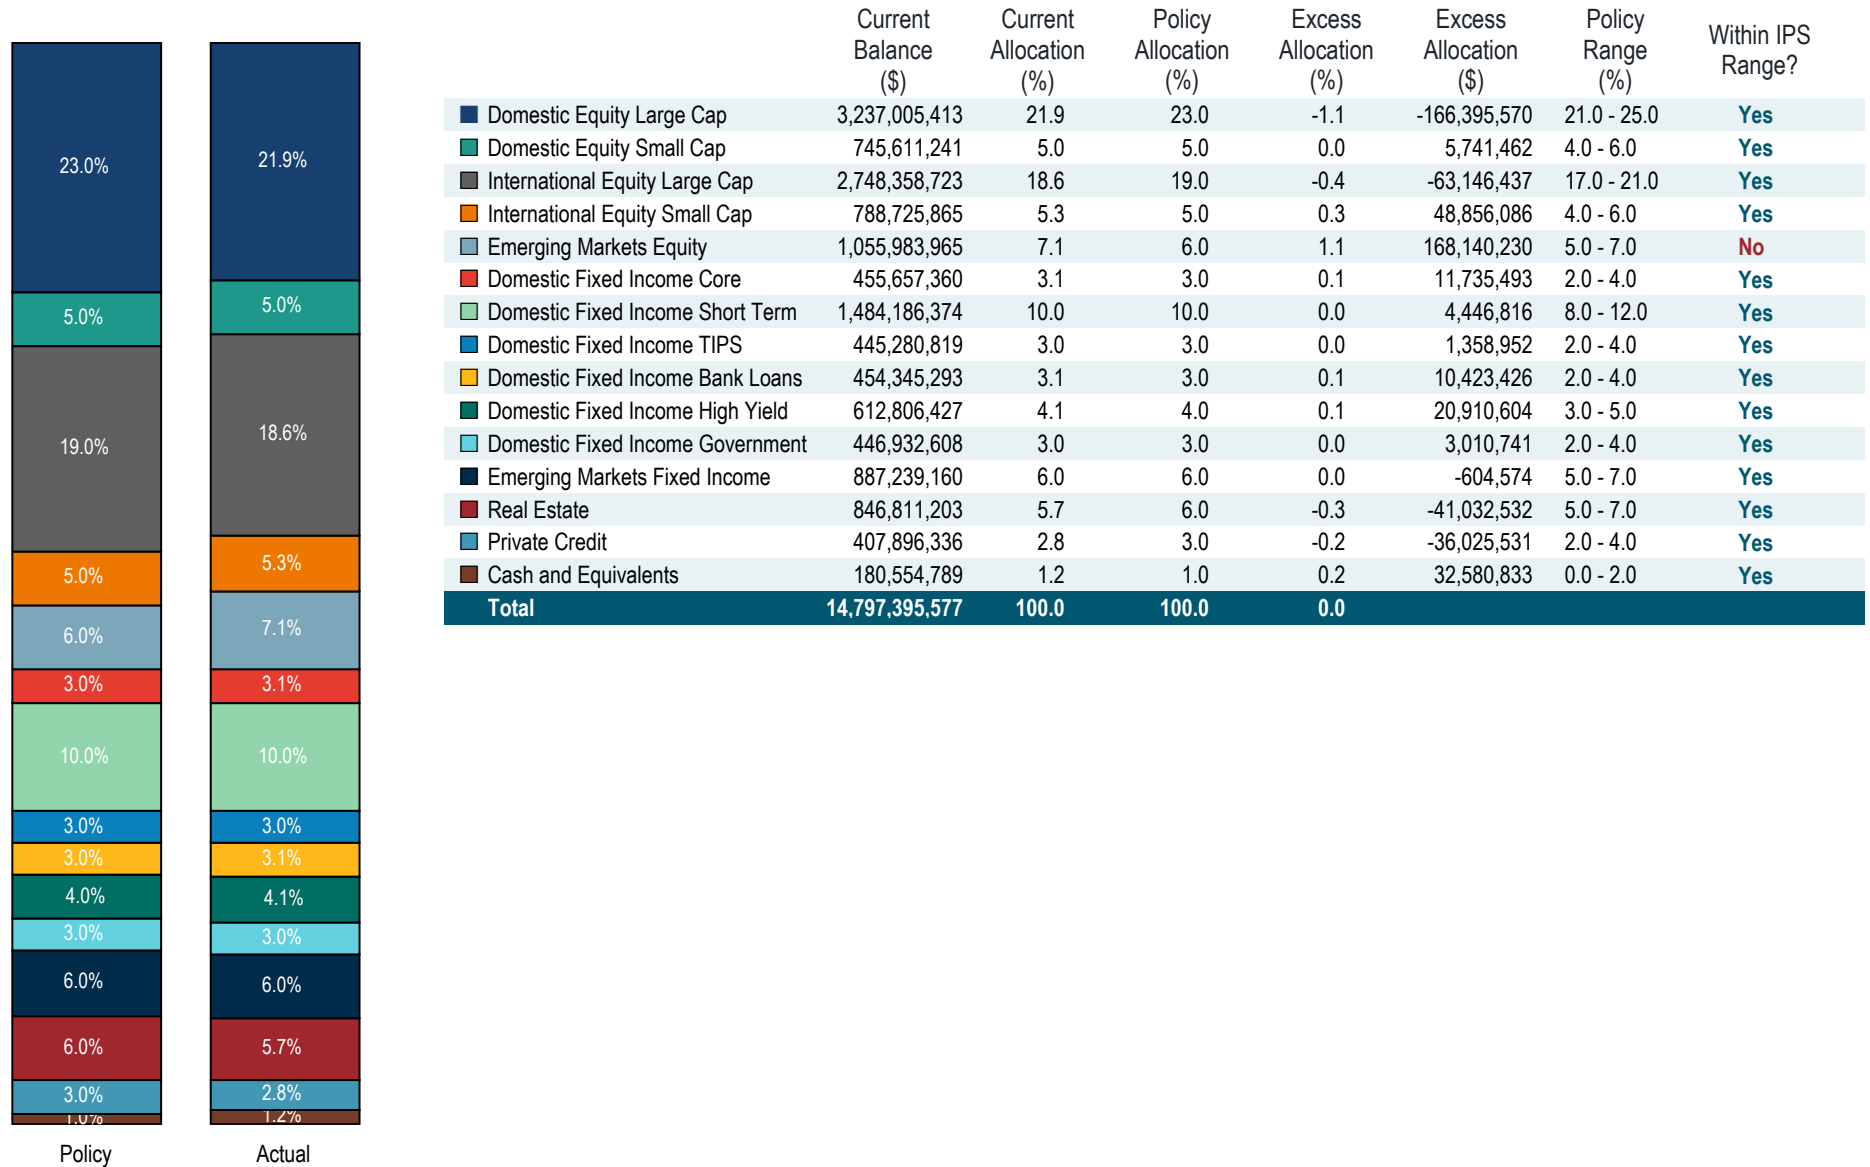 Current Balance ($) Current Allocation (%) Policy Allocation (%) Excess Allocation (%) Excess Allocation ($) Policy Range (%) Within IPS Range?
Domestic Equity Large Cap 3,237,005,413 21.9 23.0 -1.1 -166,395,570 21.0 - 25.0 Yes
Domestic Equity Small Cap 745,611,241 5.0 5.0 0.0 5,741,462 4.0 - 6.0 Yes
International Equity Large Cap 2,748,358,723 18.6 19.0 -0.4 -63,146,437 17.0 - 21.0 Yes
International Equity Small Cap 788,725,865 5.3 5.0 0.3 48,856,086 4.0 - 6.0 Yes
Emerging Markets Equity 1,055,983,965 7.1 6.0 1.1 168,140,230 5.0 - 7.0 No
Domestic Fixed Income Core 455,657,360 3.1 3.0 0.1 11,735,493 2.0 - 4.0 Yes
Domestic Fixed Income Short Term 1,484,186,374 10.0 10.0 0.0 4,446,816 8.0 - 12.0 Yes
Domestic Fixed Income TIPS 445,280,819 3.0 3.0 0.0 1,358,952 2.0 - 4.0 Yes
Domestic Fixed Income Bank Loans 454,345,293 3.1 3.0 0.1 10,423,426 2.0 - 4.0 Yes
Domestic Fixed Income High Yield 612,806,427 4.1 4.0 0.1 20,910,604 3.0 - 5.0 Yes
Domestic Fixed Income Government 446,932,608 3.0 3.0 0.0 3,010,741 2.0 - 4.0 Yes
Emerging Markets Fixed Income 887,239,160 6.0 6.0 0.0 -604,574 5.0 - 7.0 Yes
Real Estate 846,811,203 5.7 6.0 -0.3 -41,032,532 5.0 - 7.0 Yes
Private Credit 407,896,336 2.8 3.0 -0.2 -36,025,531 2.0 - 4.0 Yes
Cash and Equivalents 180,554,789 1.2 1.0 0.2 32,580,833 0.0 - 2.0 Yes
Total 14,797,395,577 100.0 100.0 0.0
23.0% 21.9%
5.0% 5.0%
19.0% 18.6%
5.0% 5.3%
6.0% 7.1%
3.0% 3.1%
10.0% 10.0%
3.0% 3.0%
3.0% 3.1%
4.0% 4.1%
3.0% 3.0%
6.0% 6.0%
6.0% 5.7%
3.0% 2.8%
1.0% 1.2%
Policy Actual